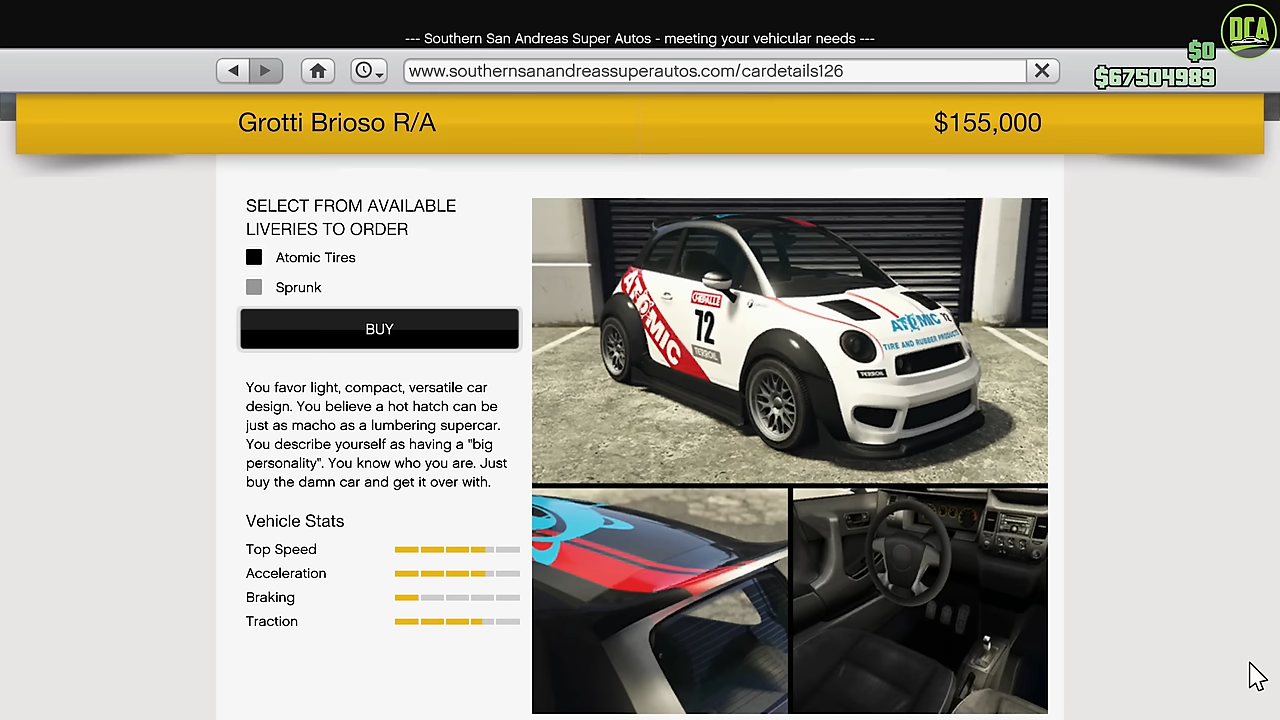 --- Southern San Andreas Super Autos - meeting your vehicular needs ---
DCA
$0
www.southernsanandreassuperautos.com/cardetails126
$67504989
Grotti Brioso R/A
$155,000
SELECT FROM AVAILABLE
LIVERIES TO ORDER
Atomic Tires
Sprunk
BUY
You favor light, compact, versatile car
design. You believe a hot hatch can be
just as macho as a lumbering supercar.
You describe yourself as having a "big
personality". You know who you are. Just
buy the damn car and get it over with.
Vehicle Stats
Top Speed
Acceleration
Braking
Traction
ATOMIC
72
TERROIL
ATOMIC
TIRE AND RUBBER PRODUCTS
TERROIL